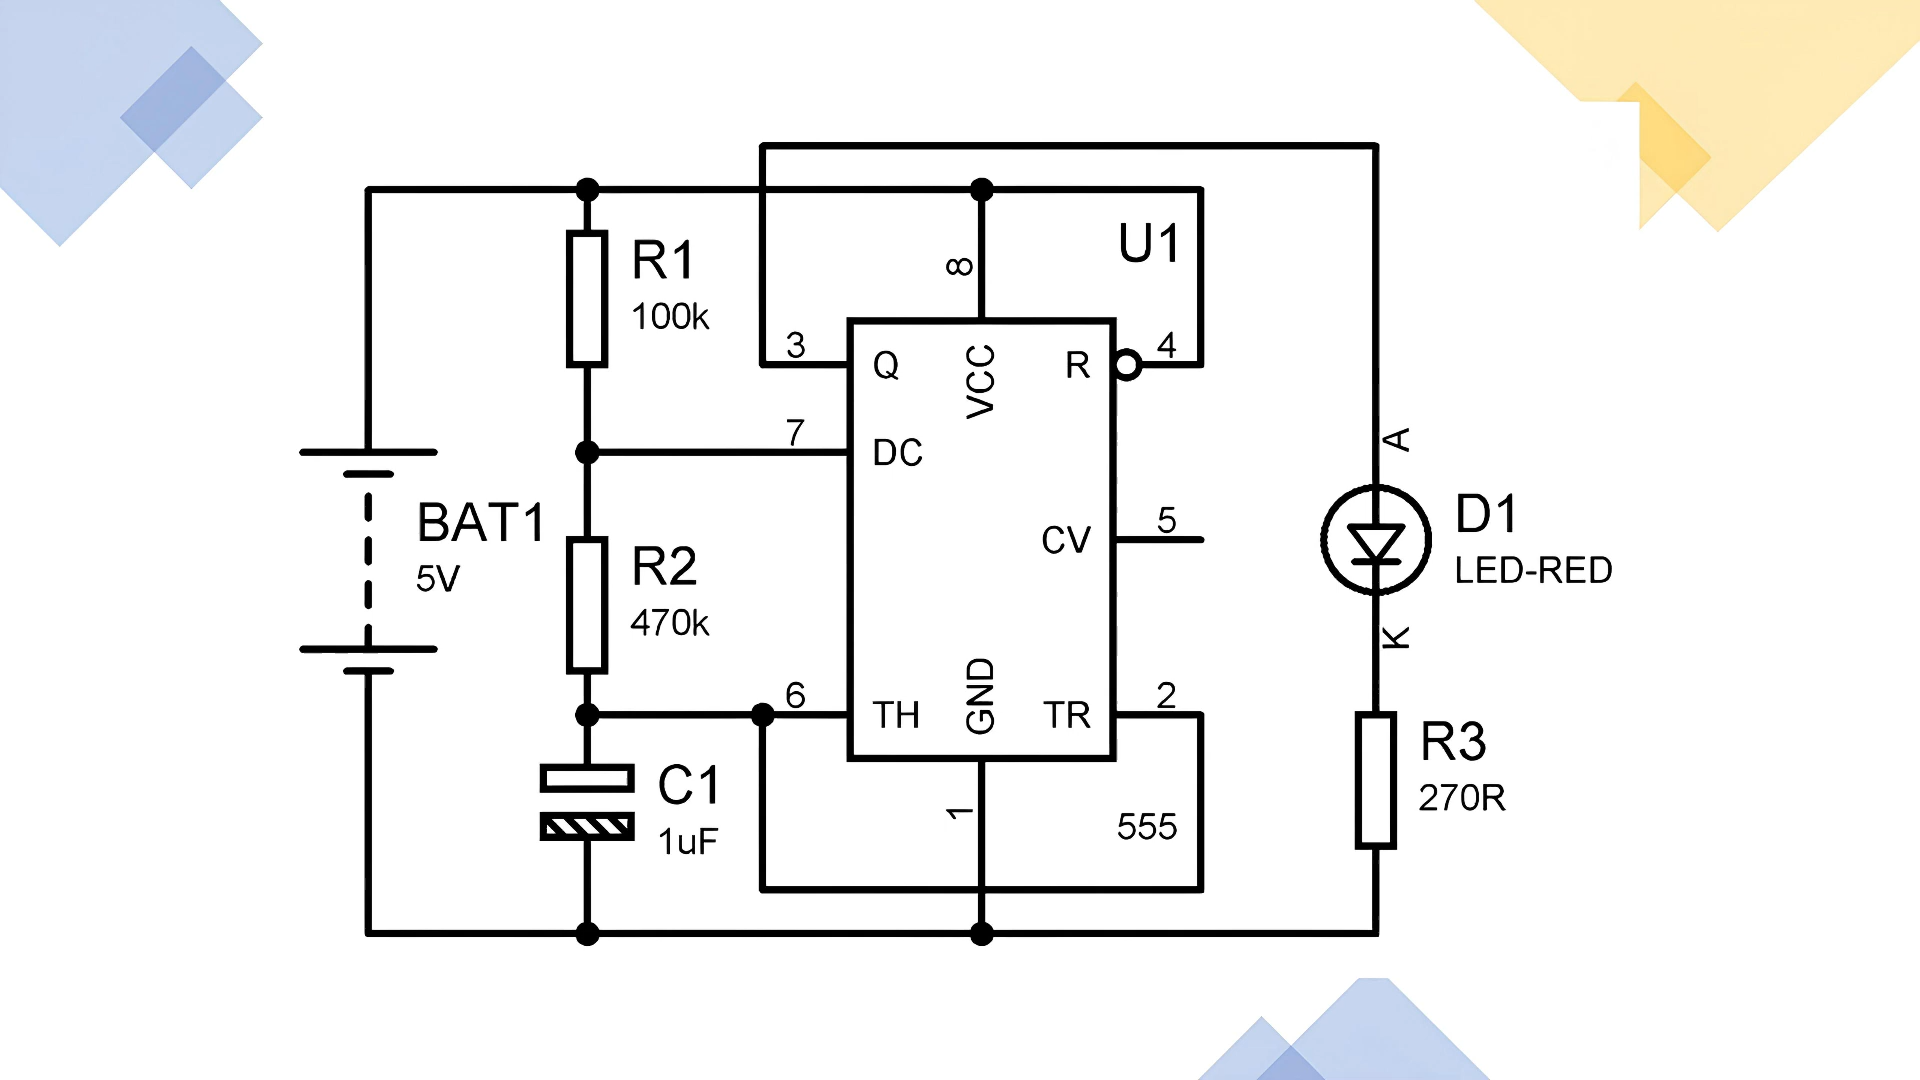 U1
R1
100k
8
3
4
Q
VCC
R
7
DC
A
BAT1
5V
5
CV
D1
LED-RED
R2
470k
K
6
2
TH
GND
TR
R3
270R
C1
1uF
1
555